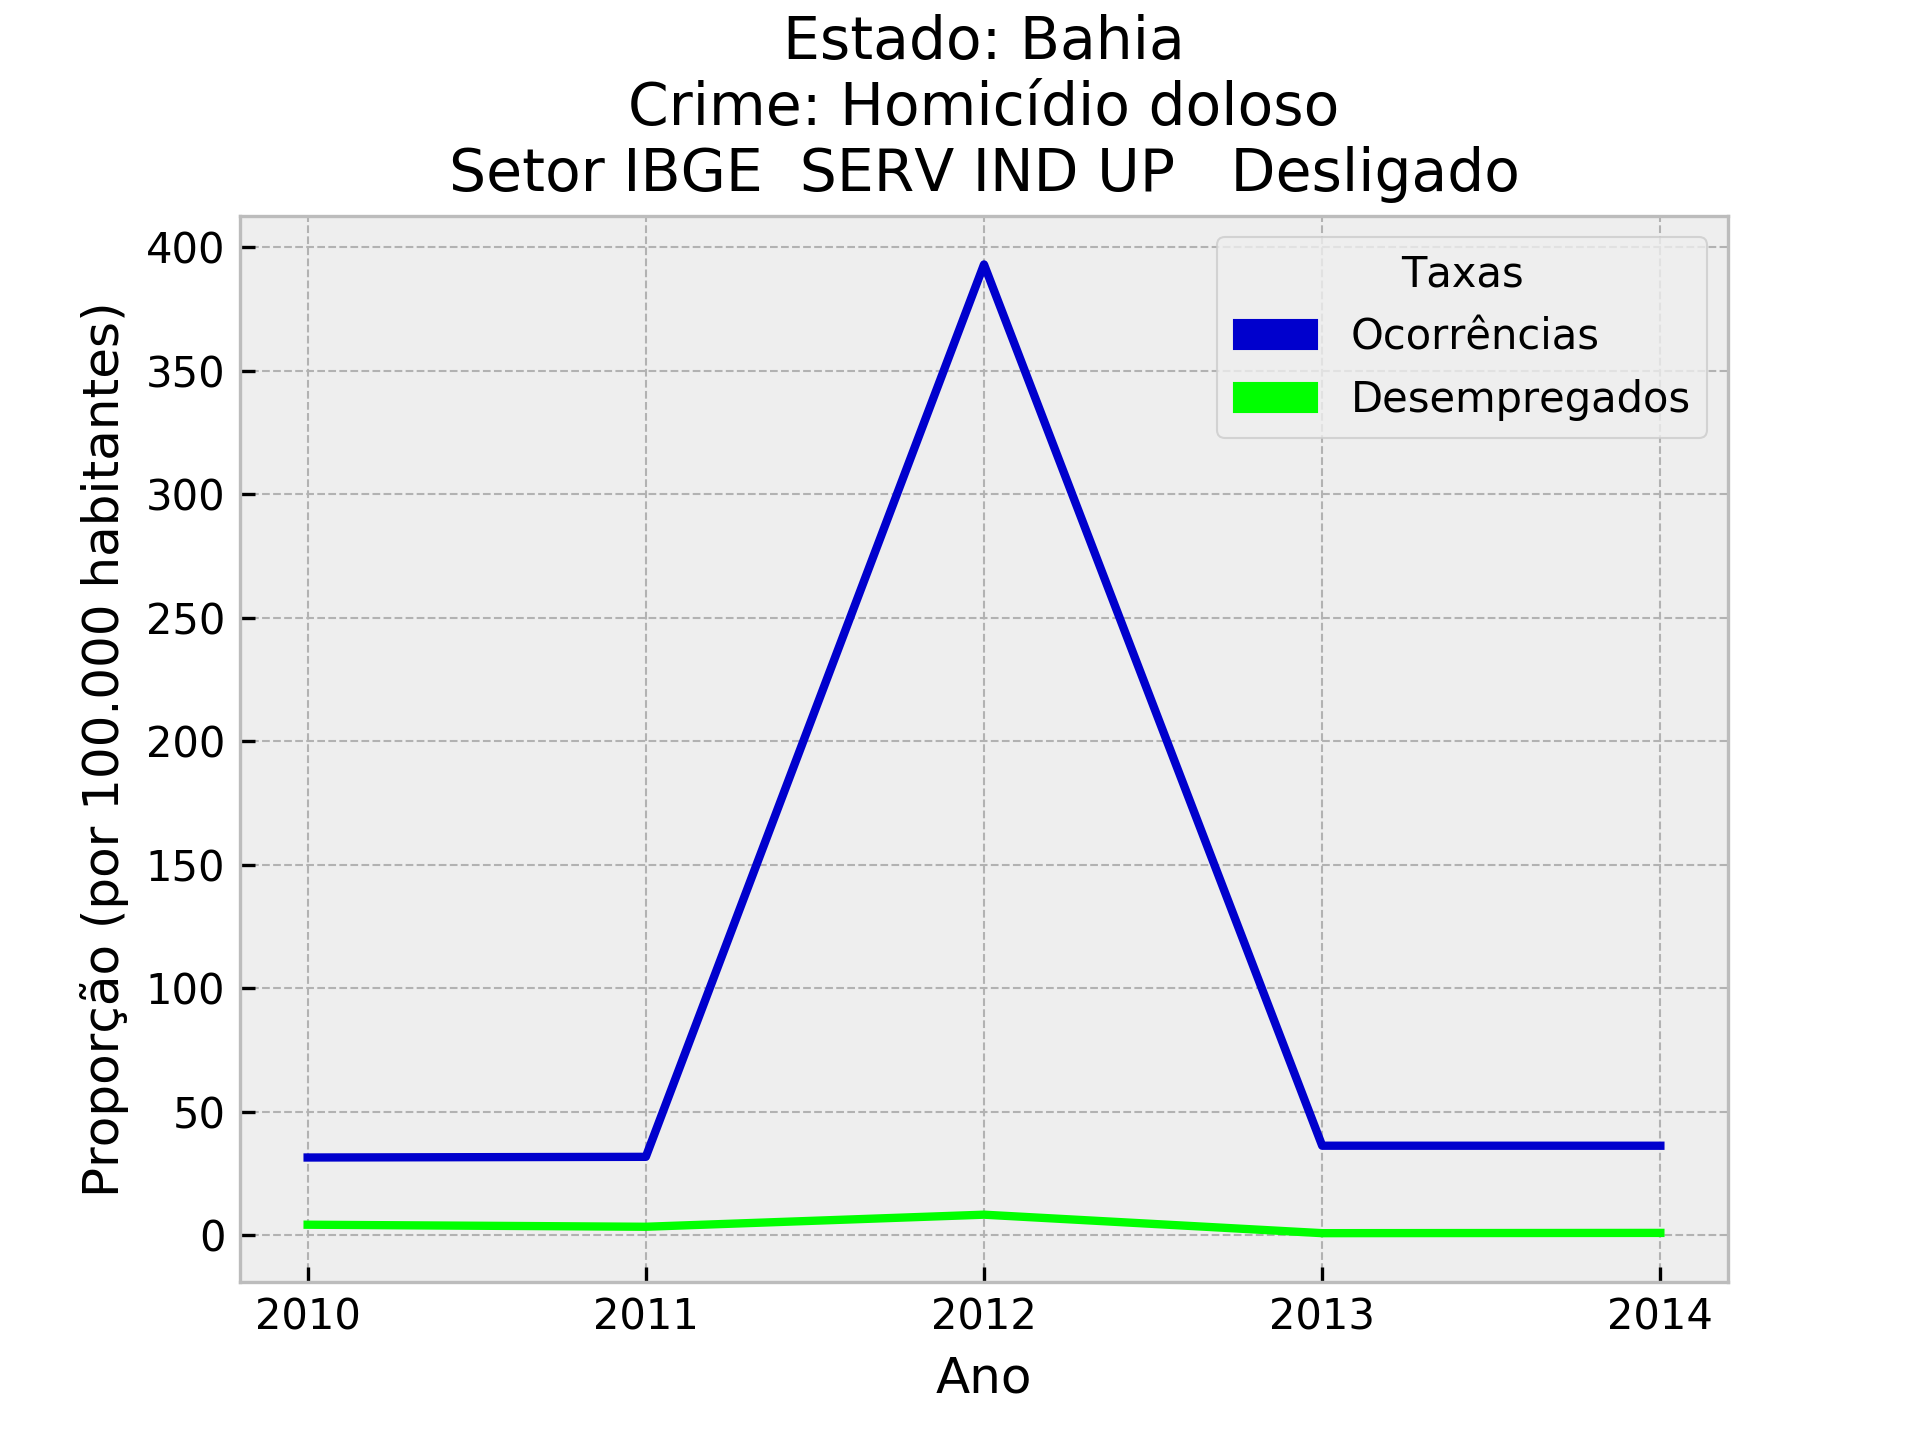 Estado: Bahia
Crime: Homicídio doloso
Setor IBGE  SERV IND UP   Desligado
Proporção (por 100.000 habitantes)
400
350
300
250
200
150
100
50
0
Taxas
Ocorrências
Desempregados
2010 2011 2012 2013 2014
Ano